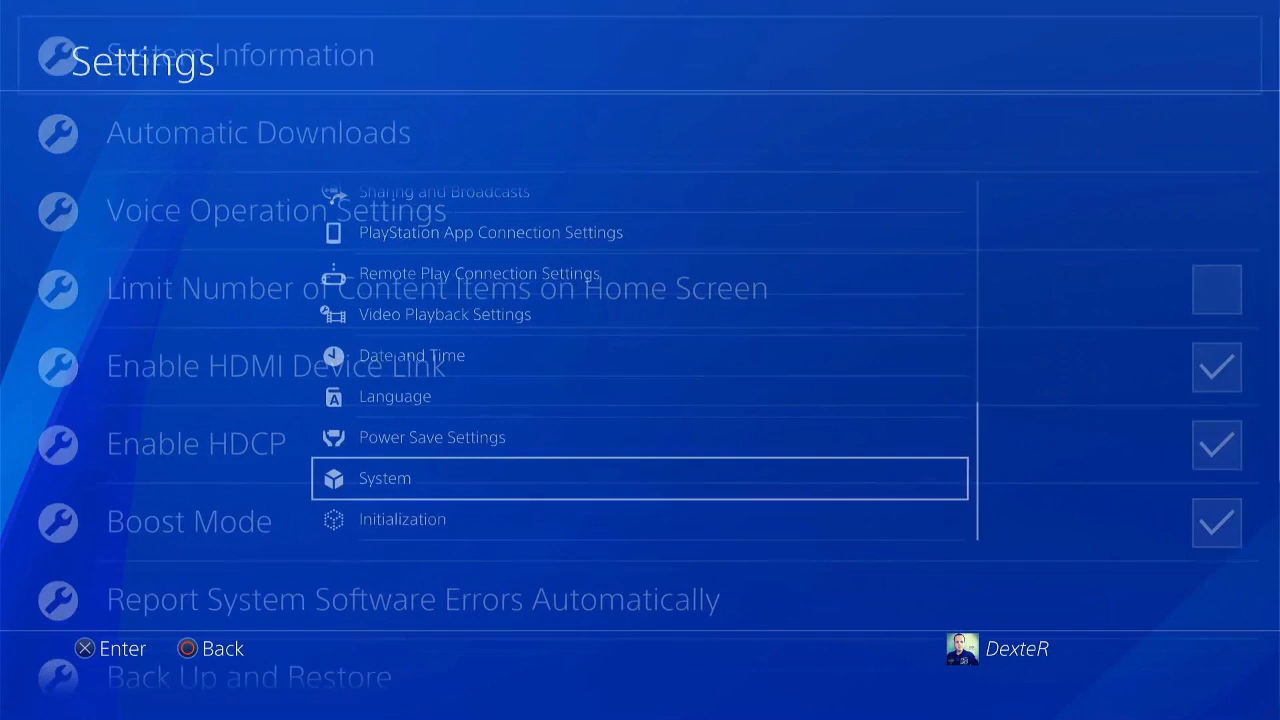 System Information
Settings
Automatic Downloads
Sharing and Broadcasts
Voice Operation Settings
PlayStation App Connection Settings
Remote Play Connection Settings
Limit Number of Content Items on Home Screen
Video Playback Settings
Date and Time
Enable HDMI Device Link
Language
Power Save Settings
Enable HDCP
System
Initialization
Boost Mode
Report System Software Errors Automatically
Enter Back DexteR
Back Up and Restore